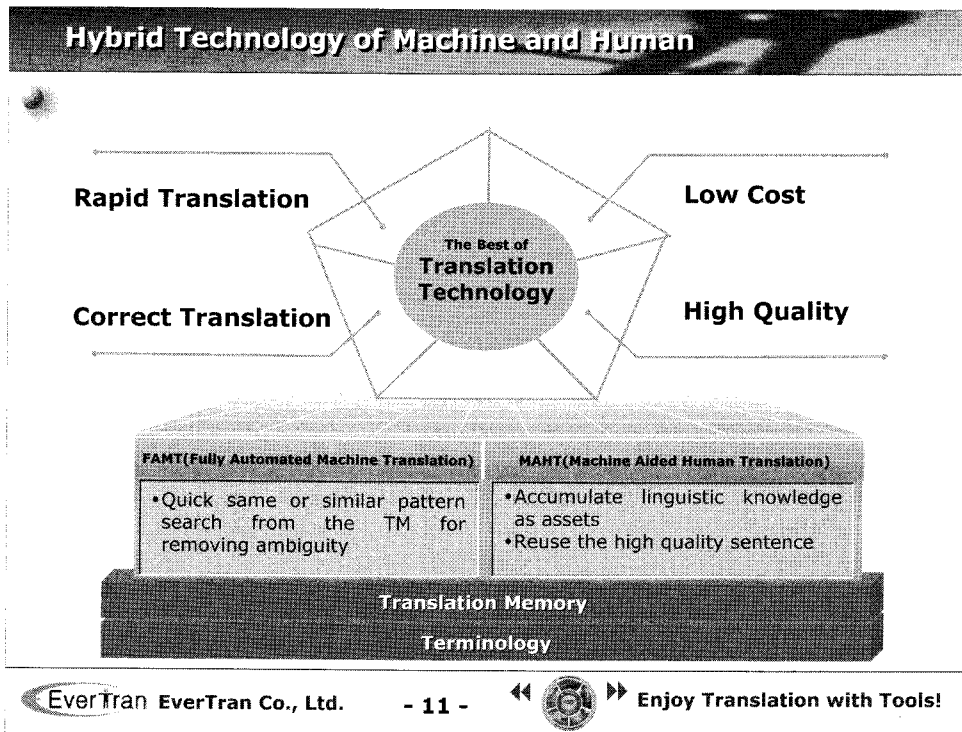 Hybrid Technology of Machine and Human
Rapid Translation
Low Cost
The Best of
Translation
Technology
Correct Translation
High Quality
FAMT(Fully Automated Machine Translation)
•Quick same or similar pattern
search from the TM for
removing ambiguity
MAHT(Machine Aided Human Translation)
•Accumulate linguistic knowledge
as assets
•Reuse the high quality sentence
Translation Memory
Terminology
EverTran EverTran Co., Ltd. - 11 - Enjoy Translation with Tools!